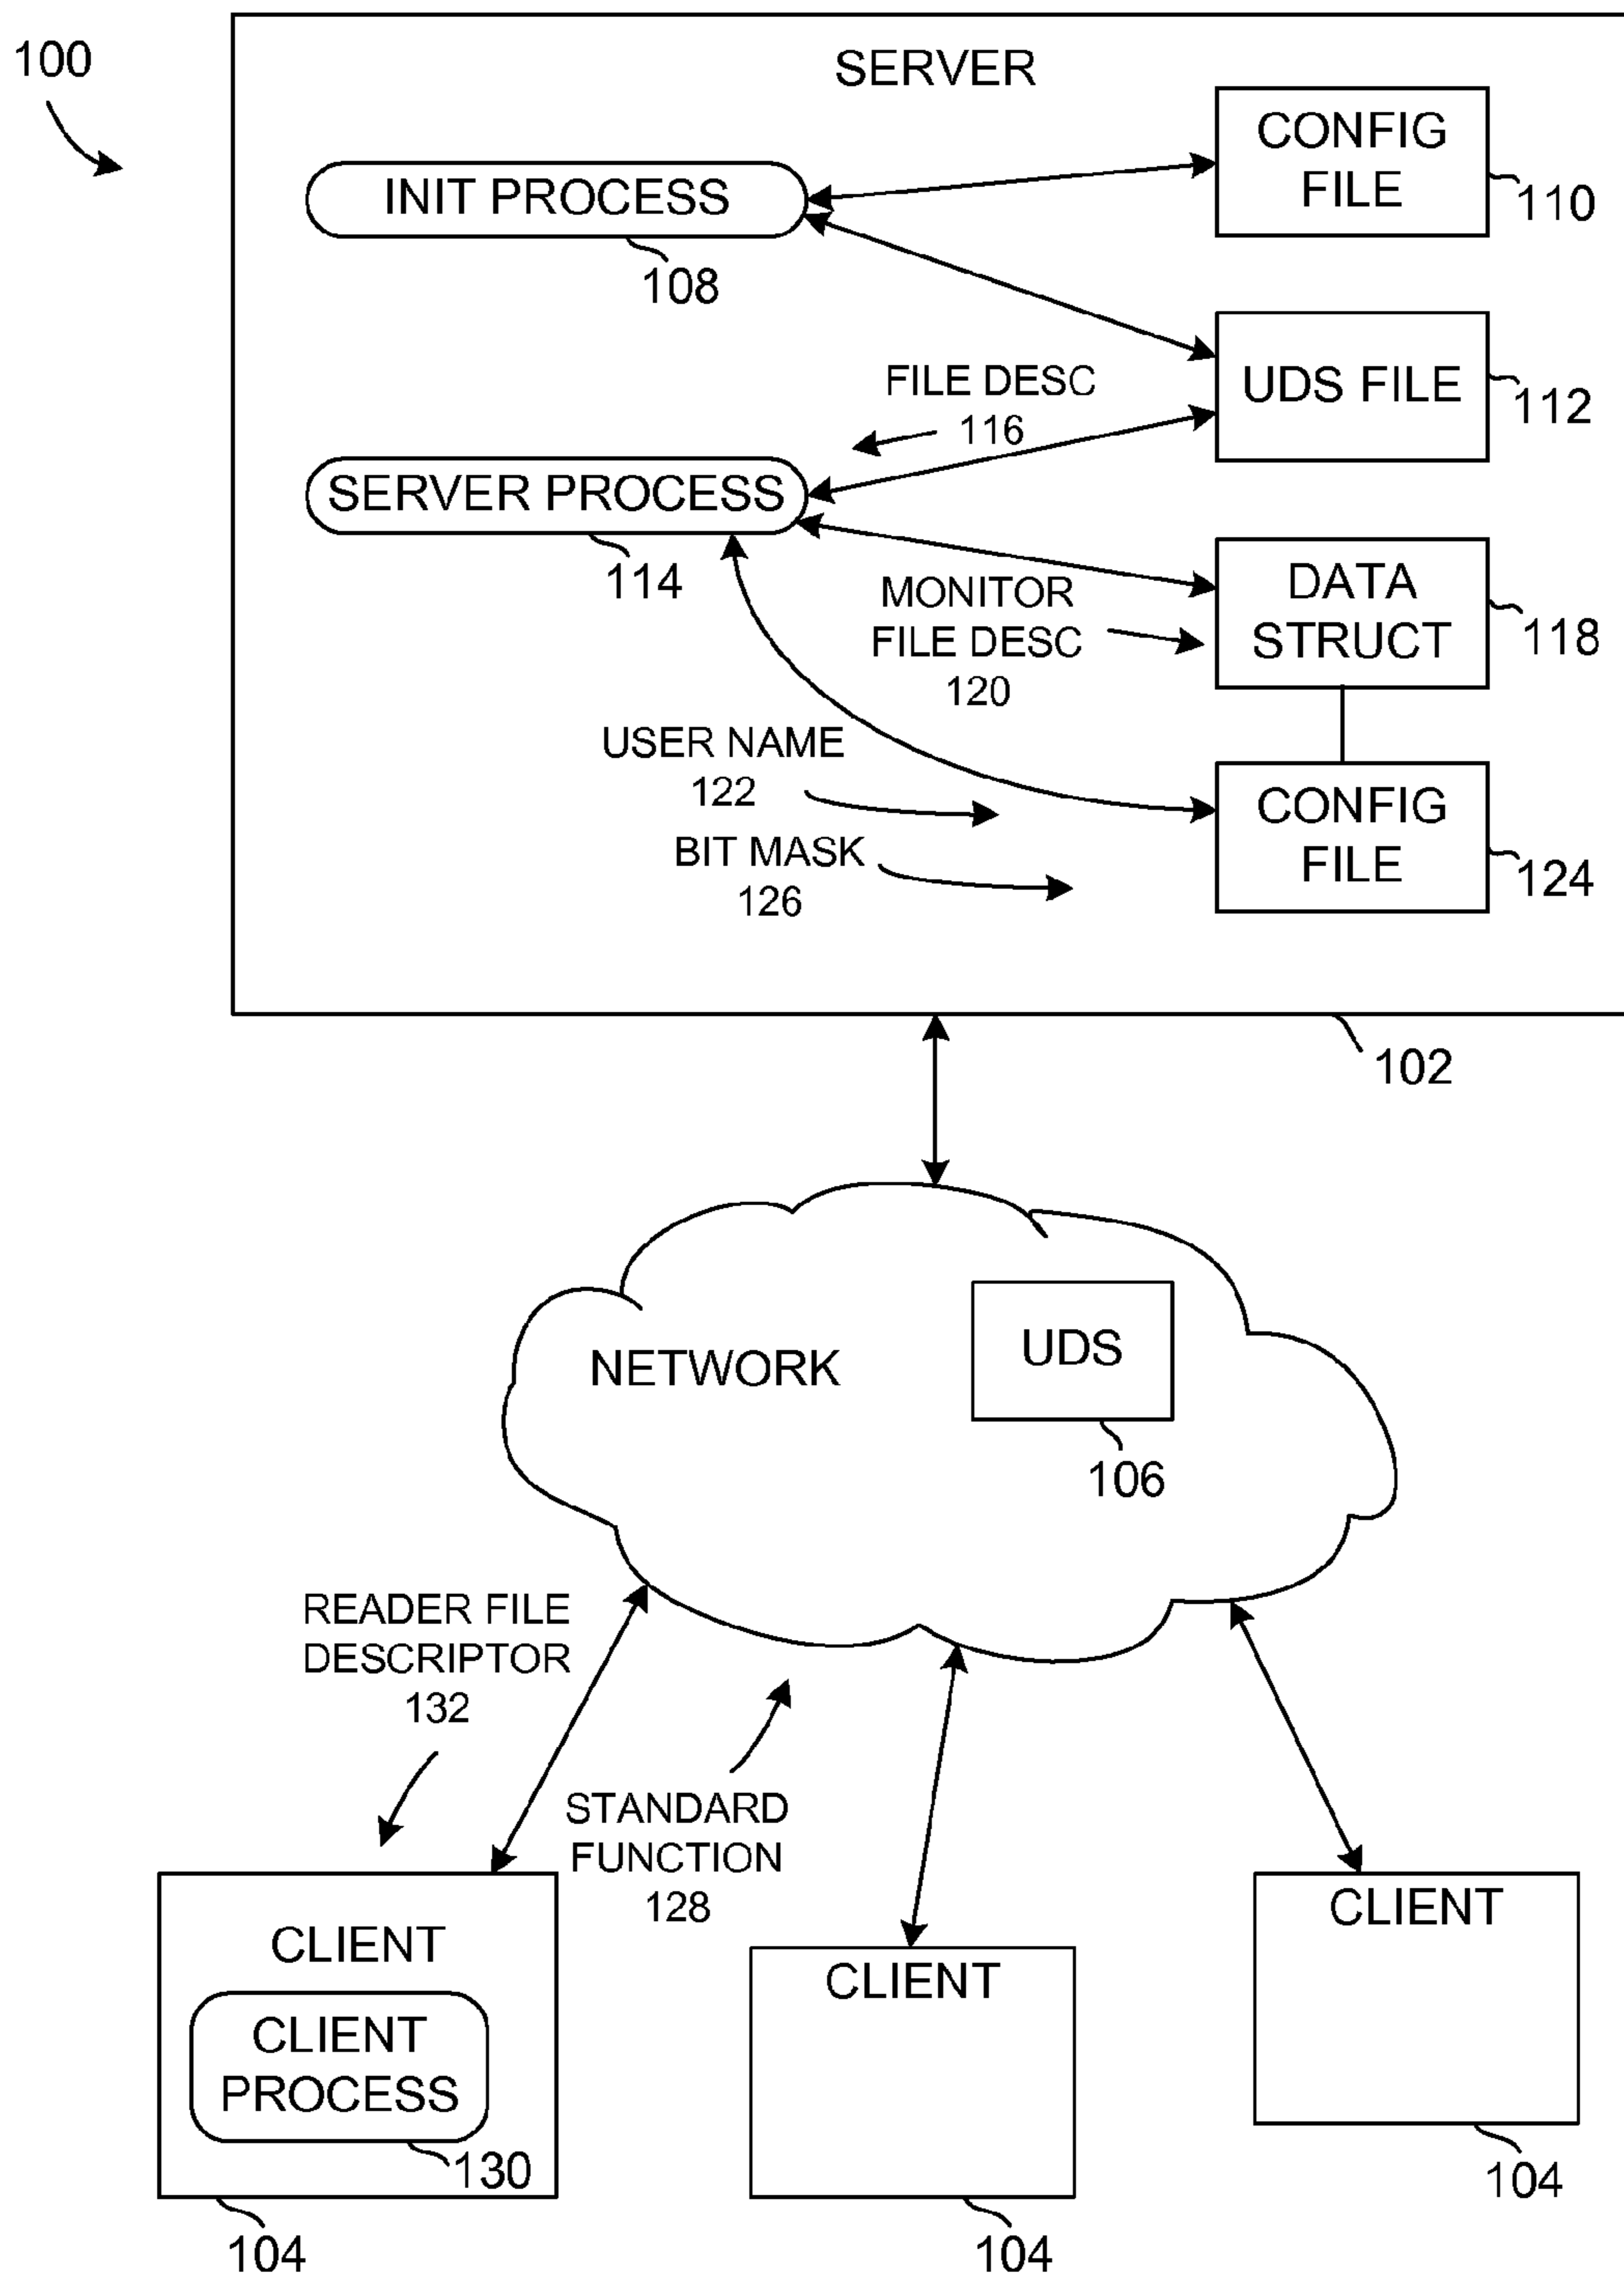 100
SERVER
CONFIG
FILE
110
INIT PROCESS
108
UDS FILE
112
FILE DESC
116
SERVER PROCESS
114
DATA
STRUCT
118
MONITOR
FILE DESC
120
USER NAME
122
CONFIG
FILE
124
BIT MASK
126
102
NETWORK
UDS
106
READER FILE
DESCRIPTOR
132
STANDARD
FUNCTION
128
CLIENT
CLIENT
PROCESS
130
104
CLIENT
104
CLIENT
104